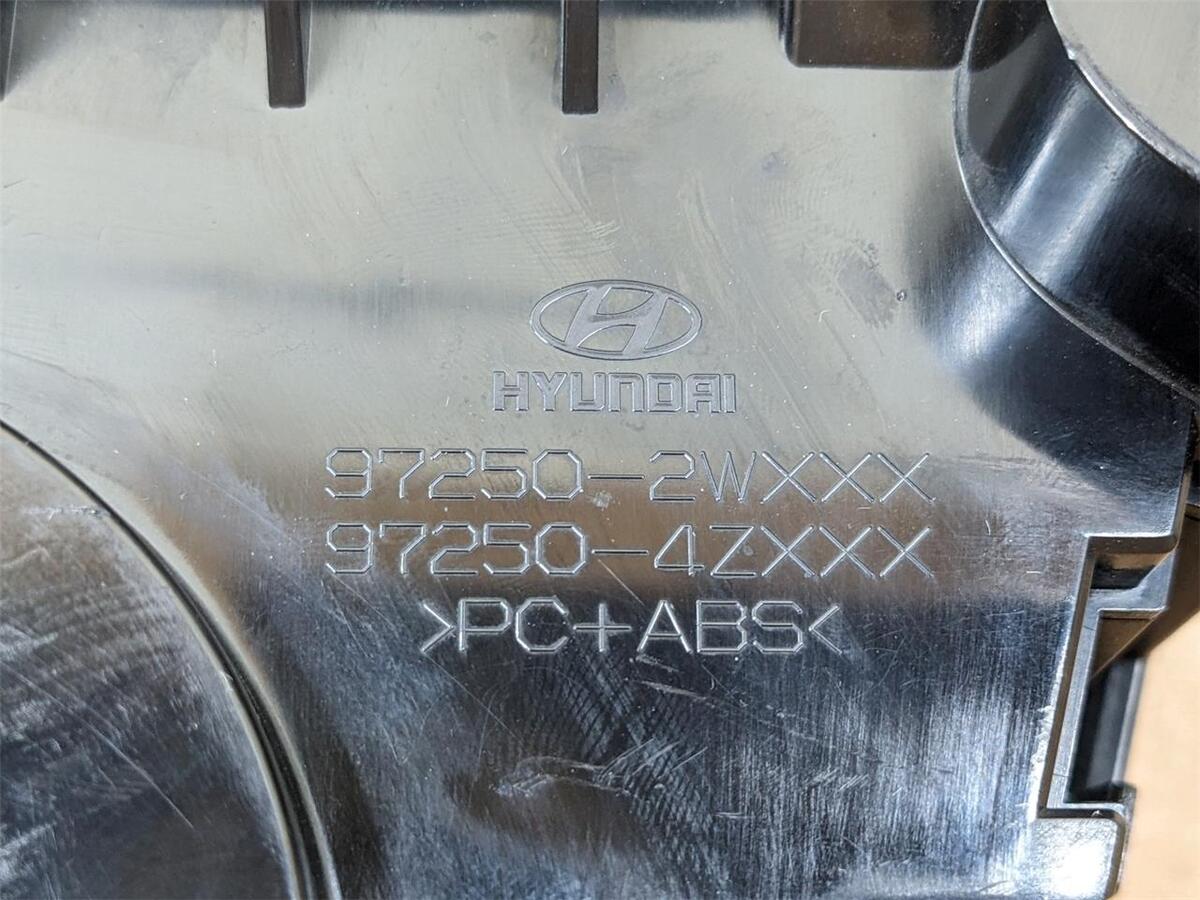 HYUNDAI
97250-2WXXX
97250-4ZXXX
>PC+ABS<